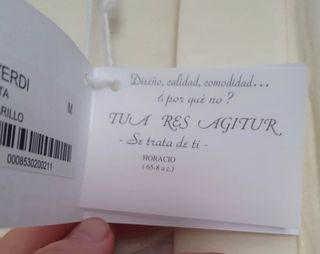 VERDI
TA
M
RILLO
0008530200211
Diseño, calidad, comodidad...
¿por qué no?
TUA RES AGITUR
- Se trata de ti -
HORACIO
(65-8 a.c.)